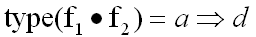 type(f₁ • f₂) = a ⇒ d